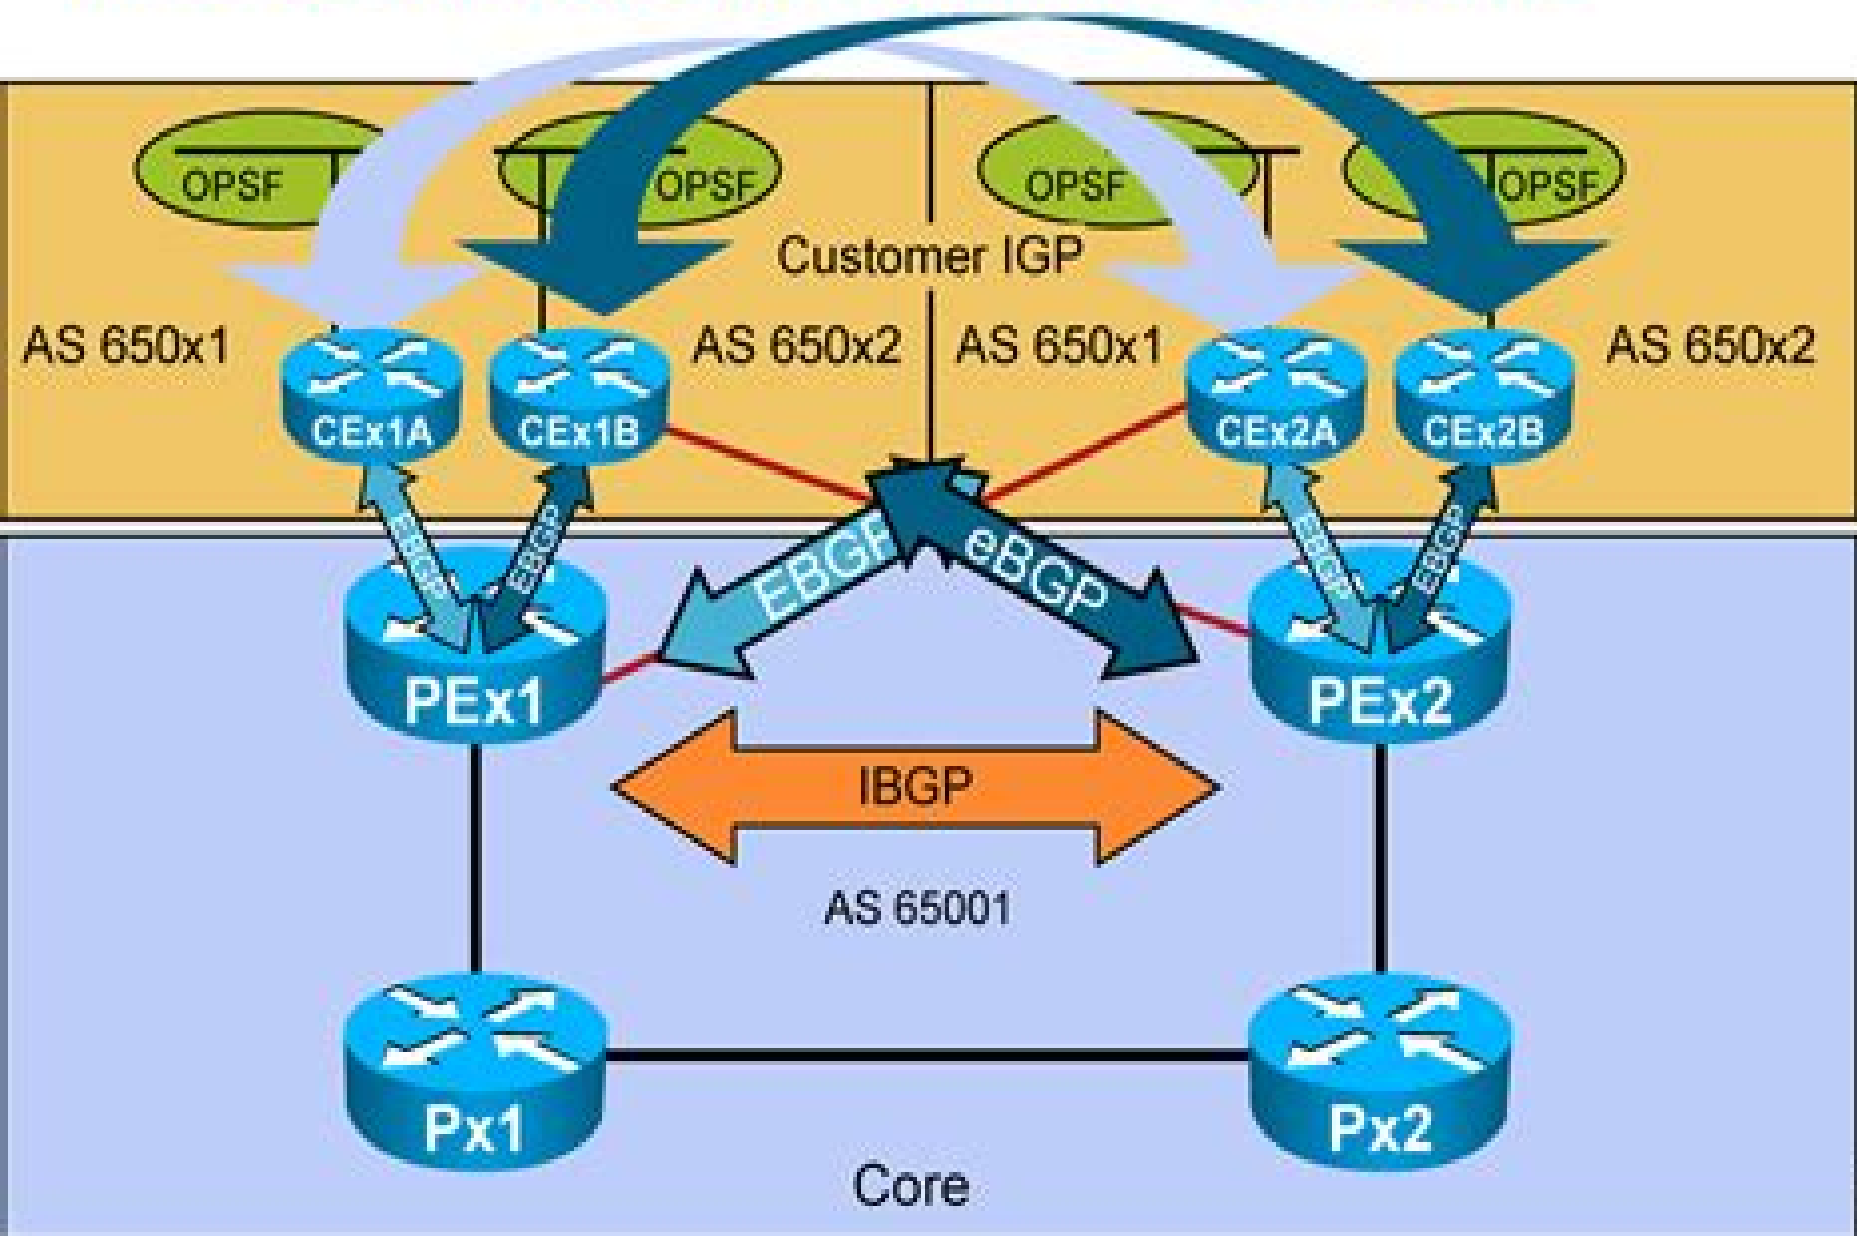 OPSF
OPSF
OPSF
OPSF
Customer IGP
AS 650x1
AS 650x2
AS 650x1
AS 650x2
CEx1A
CEx1B
CEx2A
CEx2B
EBGP
EBGP
EBGP
eBGP
EBGP
EBGP
PEx1
PEx2
IBGP
AS 65001
Px1
Px2
Core